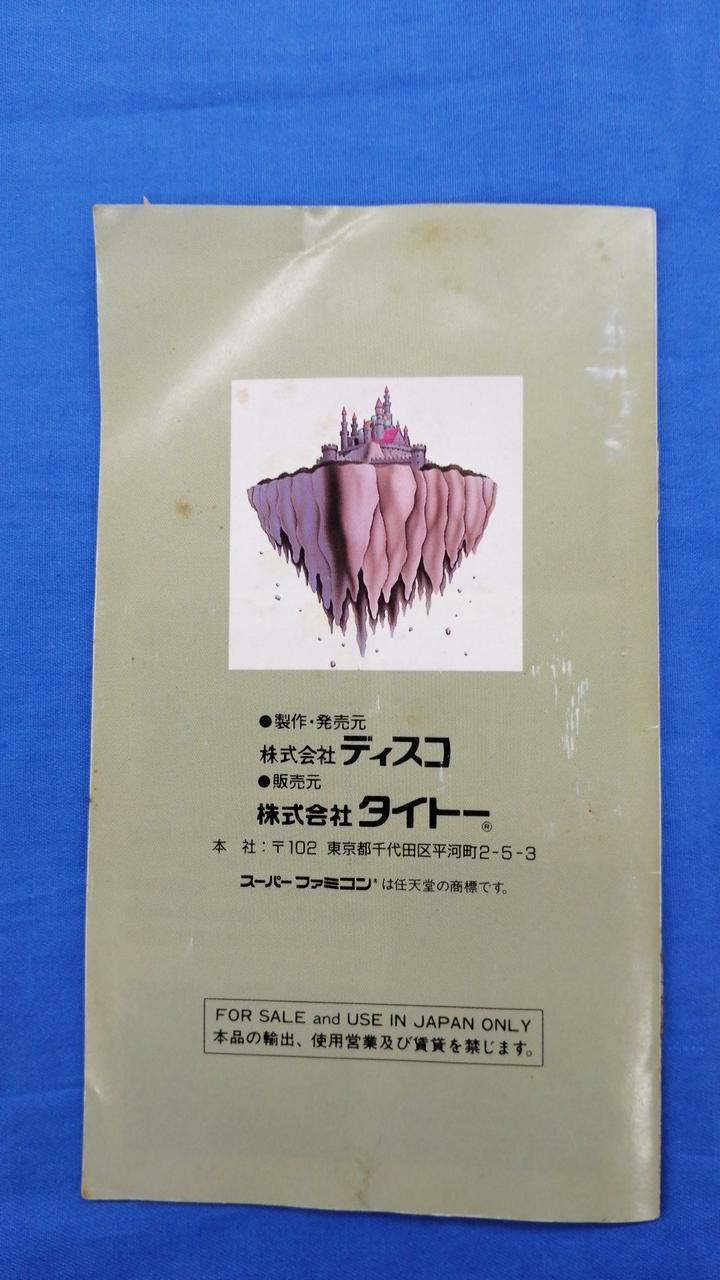 ●製作・発売元
株式会社 ディスコ
●販売元
株式会社 タイトー®
本 社：〒102 東京都千代田区平河町2-5-3
スーパーファミコン®は任天堂の商標です。
FOR SALE and USE IN JAPAN ONLY
本品の輸出、使用営業及び賃貸を禁じます。